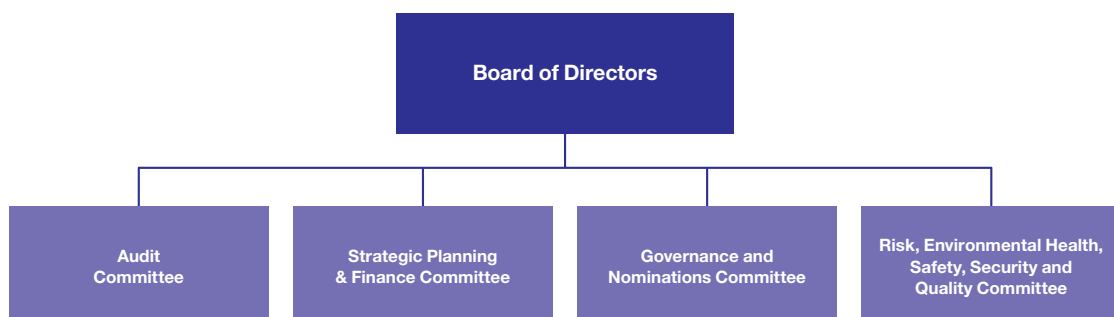 Board of Directors
Audit
Committee
Strategic Planning
& Finance Committee
Governance and
Nominations Committee
Risk, Environmental Health,
Safety, Security and
Quality Committee